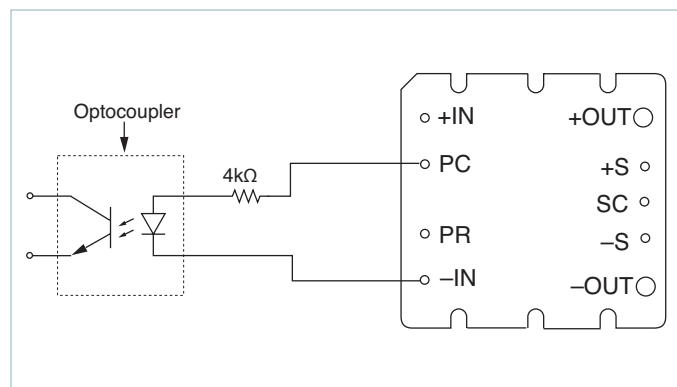 Optocoupler
4kΩ
+IN
PC
PR
–IN
+OUT
+S
SC
–S
–OUT